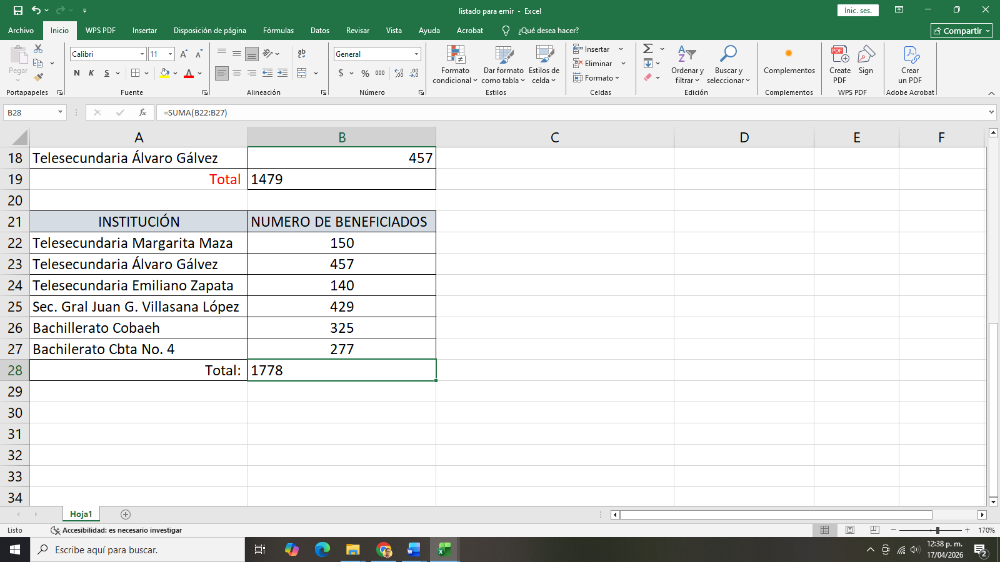 listado para emir - Excel
Inic. ses.
Archivo Inicio WPS PDF Insertar Disposición de página Fórmulas Datos Revisar Vista Ayuda Acrobat ¿Qué desea hacer? Compartir
Pegar
Portapapeles
Calibri 11
N K S
Fuente
Alineación
General
$ % 000
Número
Formato condicional
Dar formato como tabla
Estilos de celda
Estilos
Insertar
Eliminar
Formato
Celdas
Ordenar y filtrar
Buscar y seleccionar
Edición
Complementos
Complementos
Create PDF
Sign
WPS PDF
Crear un PDF
Adobe Acrobat
B28 fx =SUMA(B22:B27)
A B C D E F
18 Telesecundaria Álvaro Gálvez 457
19 Total 1479
20
21 INSTITUCIÓN NUMERO DE BENEFICIADOS
22 Telesecundaria Margarita Maza 150
23 Telesecundaria Álvaro Gálvez 457
24 Telesecundaria Emiliano Zapata 140
25 Sec. Gral Juan G. Villasana López 429
26 Bachillerato Cobaeh 325
27 Bachilerato Cbta No. 4 277
28 Total: 1778
29
30
31
32
33
34
Hoja1
Listo Accesibilidad: es necesario investigar 170%
Escribe aquí para buscar.
12:38 p. m.
17/04/2026
2